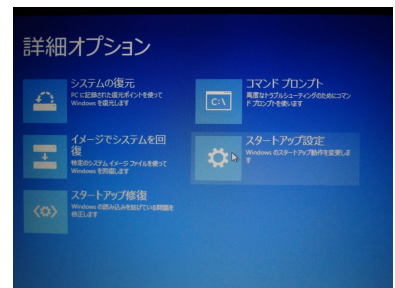 詳細オプション
システムの復元
PC に記録された復元ポイントを使って
Windows を復元します
コマンド プロンプト
高度なトラブルシューティングのためにコマン
ド プロンプトを使います
C:\
イメージでシステムを回
復
特定のシステム イメージ ファイルを使って
Windows を回復します
スタートアップ設定
Windows のスタートアップ動作を変更しま
す
スタートアップ修復
Windows の読み込みを妨げている問題を
修正します